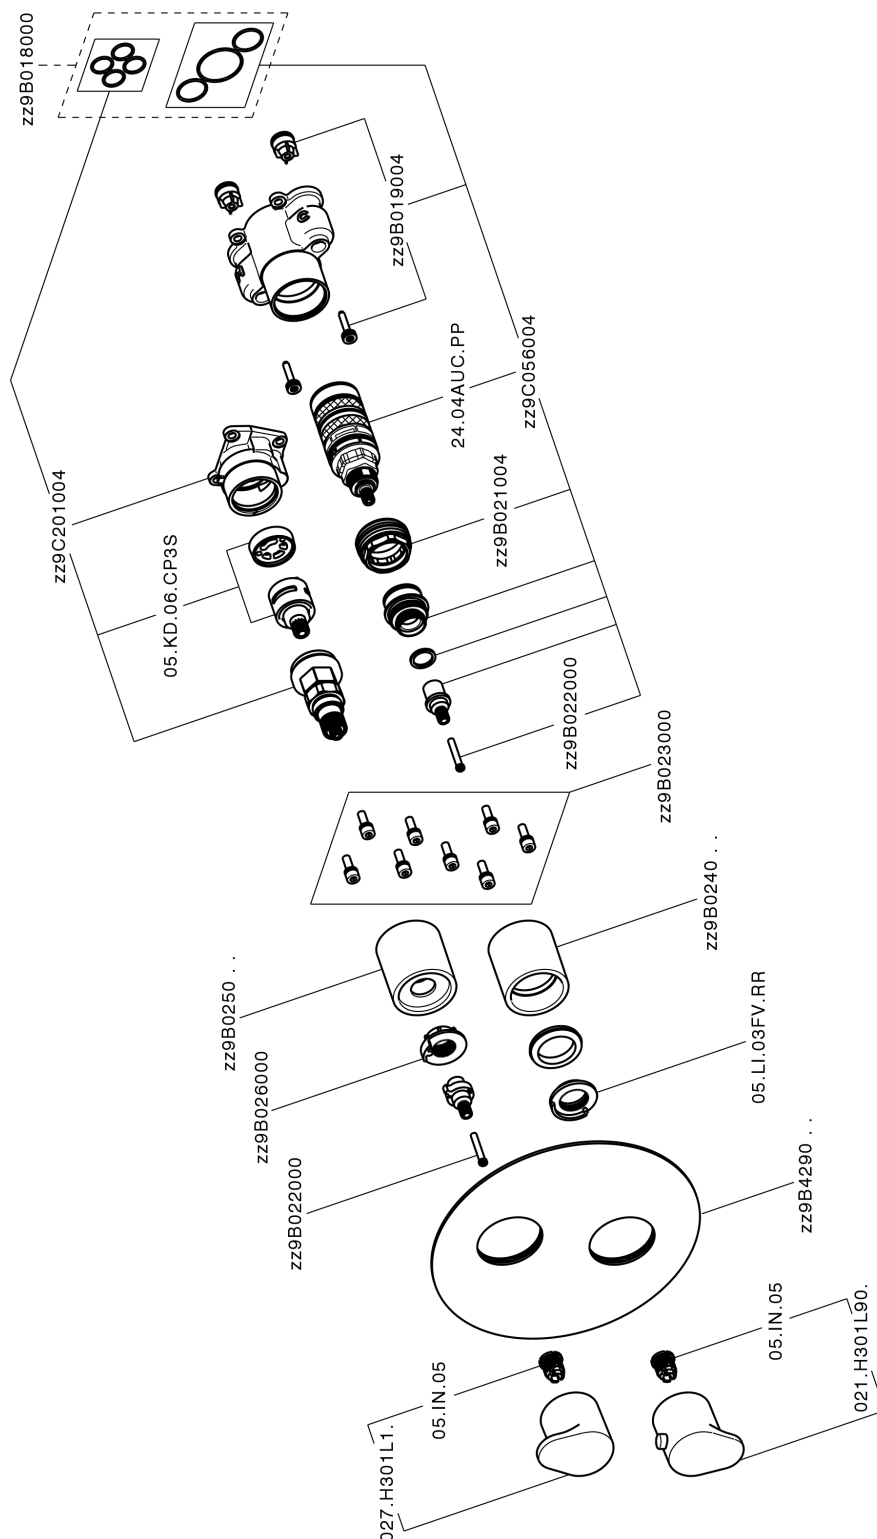 zz9B018000
zz9B019004
24.04AUC.PP
zz9C056004
zz9C201004
05.KD.06.CP3S
zz9B021004
zz9B022000
zz9B023000
zz9B0240 . .
zz9B0250 . .
zz9B026000
05.LI.03FV.RR
zz9B022000
zz9B4290 . .
05.IN.05
021.H301L90.
05.IN.05
027.H301L1.